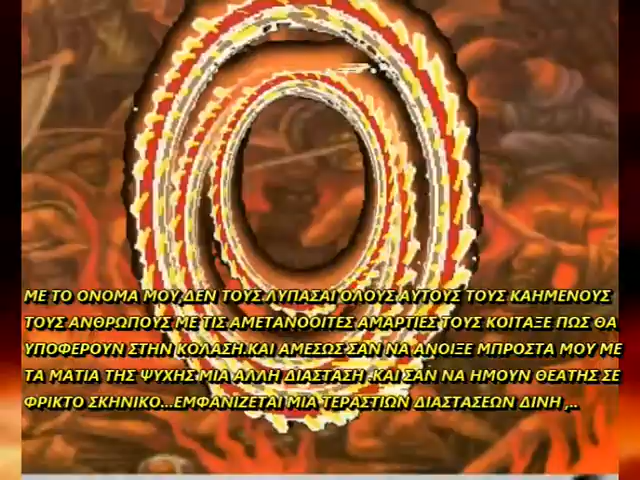 ΜΕ ΤΟ ΟΝΟΜΑ ΜΟΥ ΔΕΝ ΤΟΥΣ ΛΥΠΑΣΑΙ ΟΛΟΥΣ ΑΥΤΟΥΣ ΤΟΥΣ ΚΑΗΜΕΝΟΥΣ
ΤΟΥΣ ΑΝΘΡΩΠΟΥΣ ΜΕ ΤΙΣ ΑΜΕΤΑΝΟΟΙΤΕΣ ΑΜΑΡΤΙΕΣ ΤΟΥΣ ΚΟΙΤΑΞΕ ΠΩΣ ΘΑ
ΥΠΟΦΕΡΟΥΝ ΣΤΗΝ ΚΟΛΑΣΗ.ΚΑΙ ΑΜΕΣΩΣ ΣΑΝ ΝΑ ΑΝΟΙΞΕ ΜΠΡΟΣΤΑ ΜΟΥ ΜΕ
ΤΑ ΜΑΤΙΑ ΤΗΣ ΨΥΧΗΣ ΜΙΑ ΑΛΛΗ ΔΙΑΣΤΑΣΗ .ΚΑΙ ΣΑΝ ΝΑ ΗΜΟΥΝ ΘΕΑΤΗΣ ΣΕ
ΦΡΙΚΤΟ ΣΚΗΝΙΚΟ...ΕΜΦΑΝΙΖΕΤΑΙ ΜΙΑ ΤΕΡΑΣΤΙΩΝ ΔΙΑΣΤΑΣΕΩΝ ΔΙΝΗ ,..